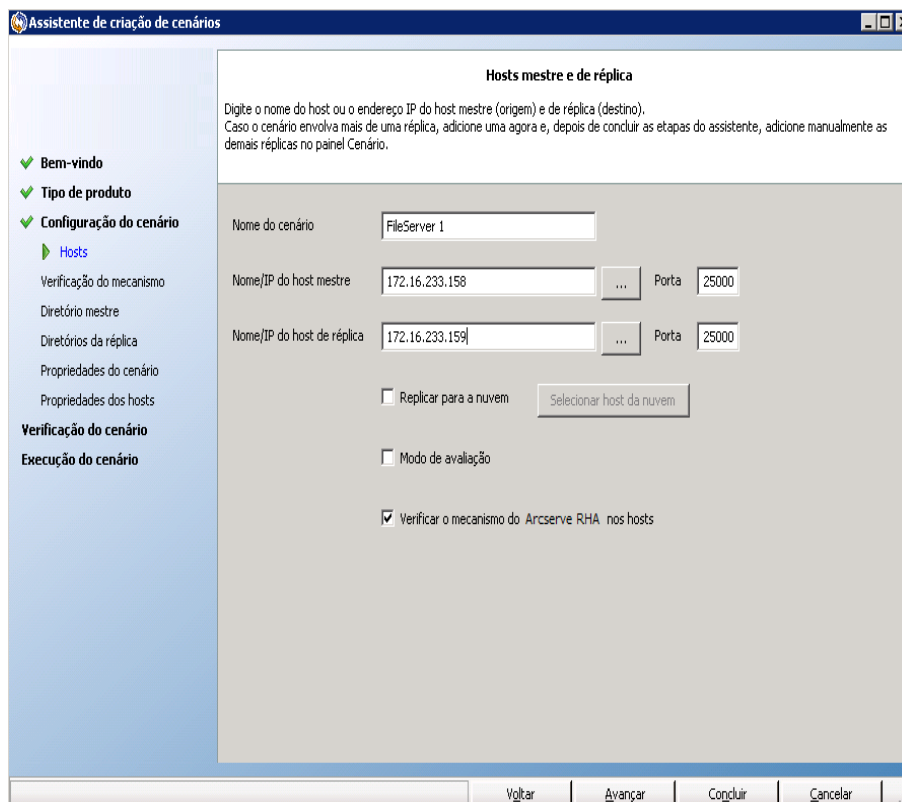 Assistente de criação de cenários
Hosts mestre e de réplica
Digite o nome do host ou o endereço IP do host mestre (origem) e de réplica (destino).
Caso o cenário envolva mais de uma réplica, adicione uma agora e, depois de concluir as etapas do assistente, adicione manualmente as
demais réplicas no painel Cenário.
Bem-vindo
Tipo de produto
Configuração do cenário
Hosts
Verificação do mecanismo
Diretório mestre
Diretórios da réplica
Propriedades do cenário
Propriedades dos hosts
Verificação do cenário
Execução do cenário
Nome do cenário FileServer 1
Nome/IP do host mestre 172.16.233.158 ... Porta 25000
Nome/IP do host de réplica 172.16.233.159 ... Porta 25000
Replicar para a nuvem Selecionar host da nuvem
Modo de avaliação
Verificar o mecanismo do Arcserve RHA nos hosts
Voltar Avançar Concluir Cancelar